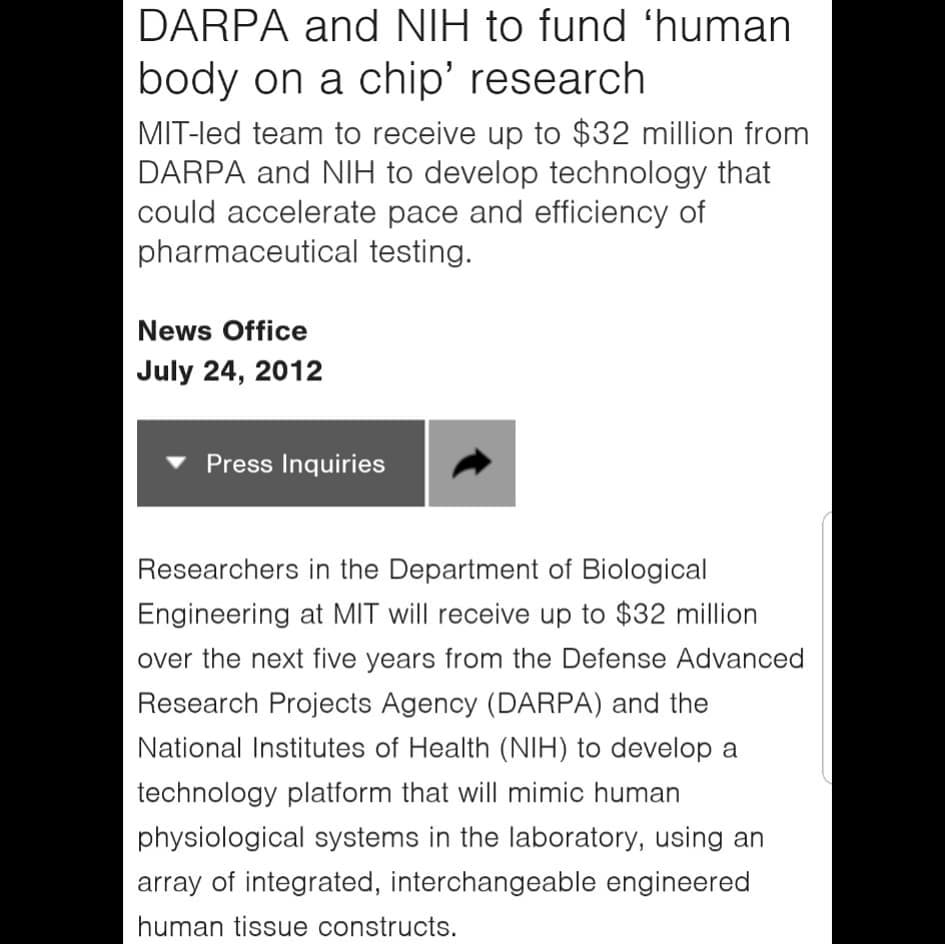 DARPA and NIH to fund ‘human
body on a chip’ research
MIT-led team to receive up to $32 million from
DARPA and NIH to develop technology that
could accelerate pace and efficiency of
pharmaceutical testing.
News Office
July 24, 2012
Press Inquiries
Researchers in the Department of Biological
Engineering at MIT will receive up to $32 million
over the next five years from the Defense Advanced
Research Projects Agency (DARPA) and the
National Institutes of Health (NIH) to develop a
technology platform that will mimic human
physiological systems in the laboratory, using an
array of integrated, interchangeable engineered
human tissue constructs.